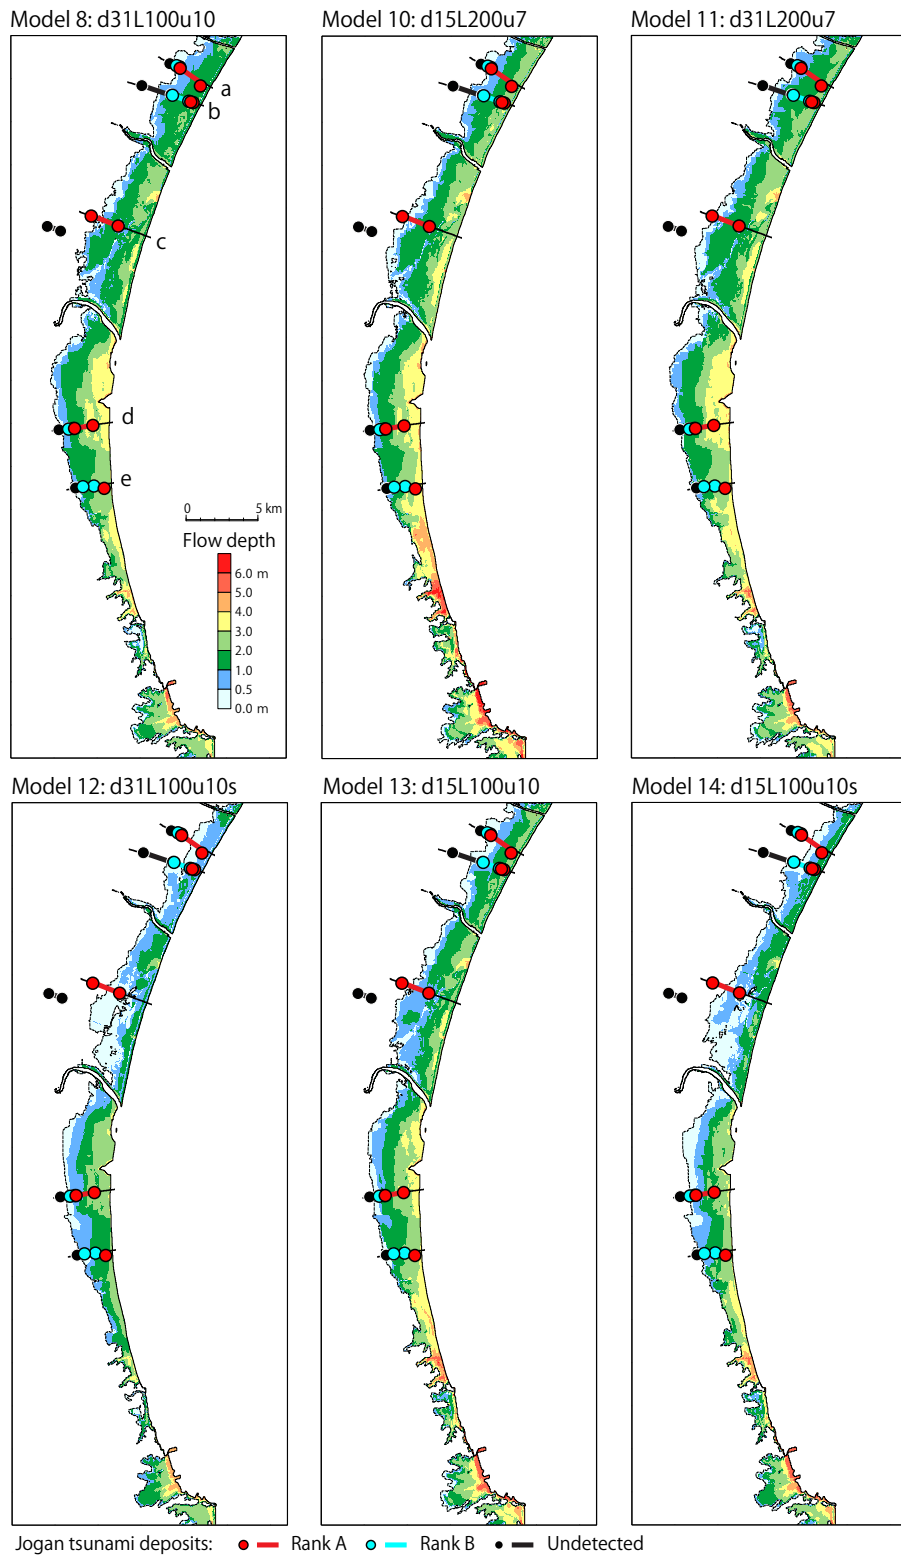 Model 8: d31L100u10
Model 10: d15L200u7
Model 11: d31L200u7
a
b
c
d
e
0 5 km
Flow depth
6.0 m
5.0
4.0
3.0
2.0
1.0
0.5
0.0 m
Model 12: d31L100u10s
Model 13: d15L100u10
Model 14: d15L100u10s
Jogan tsunami deposits: Rank A Rank B Undetected